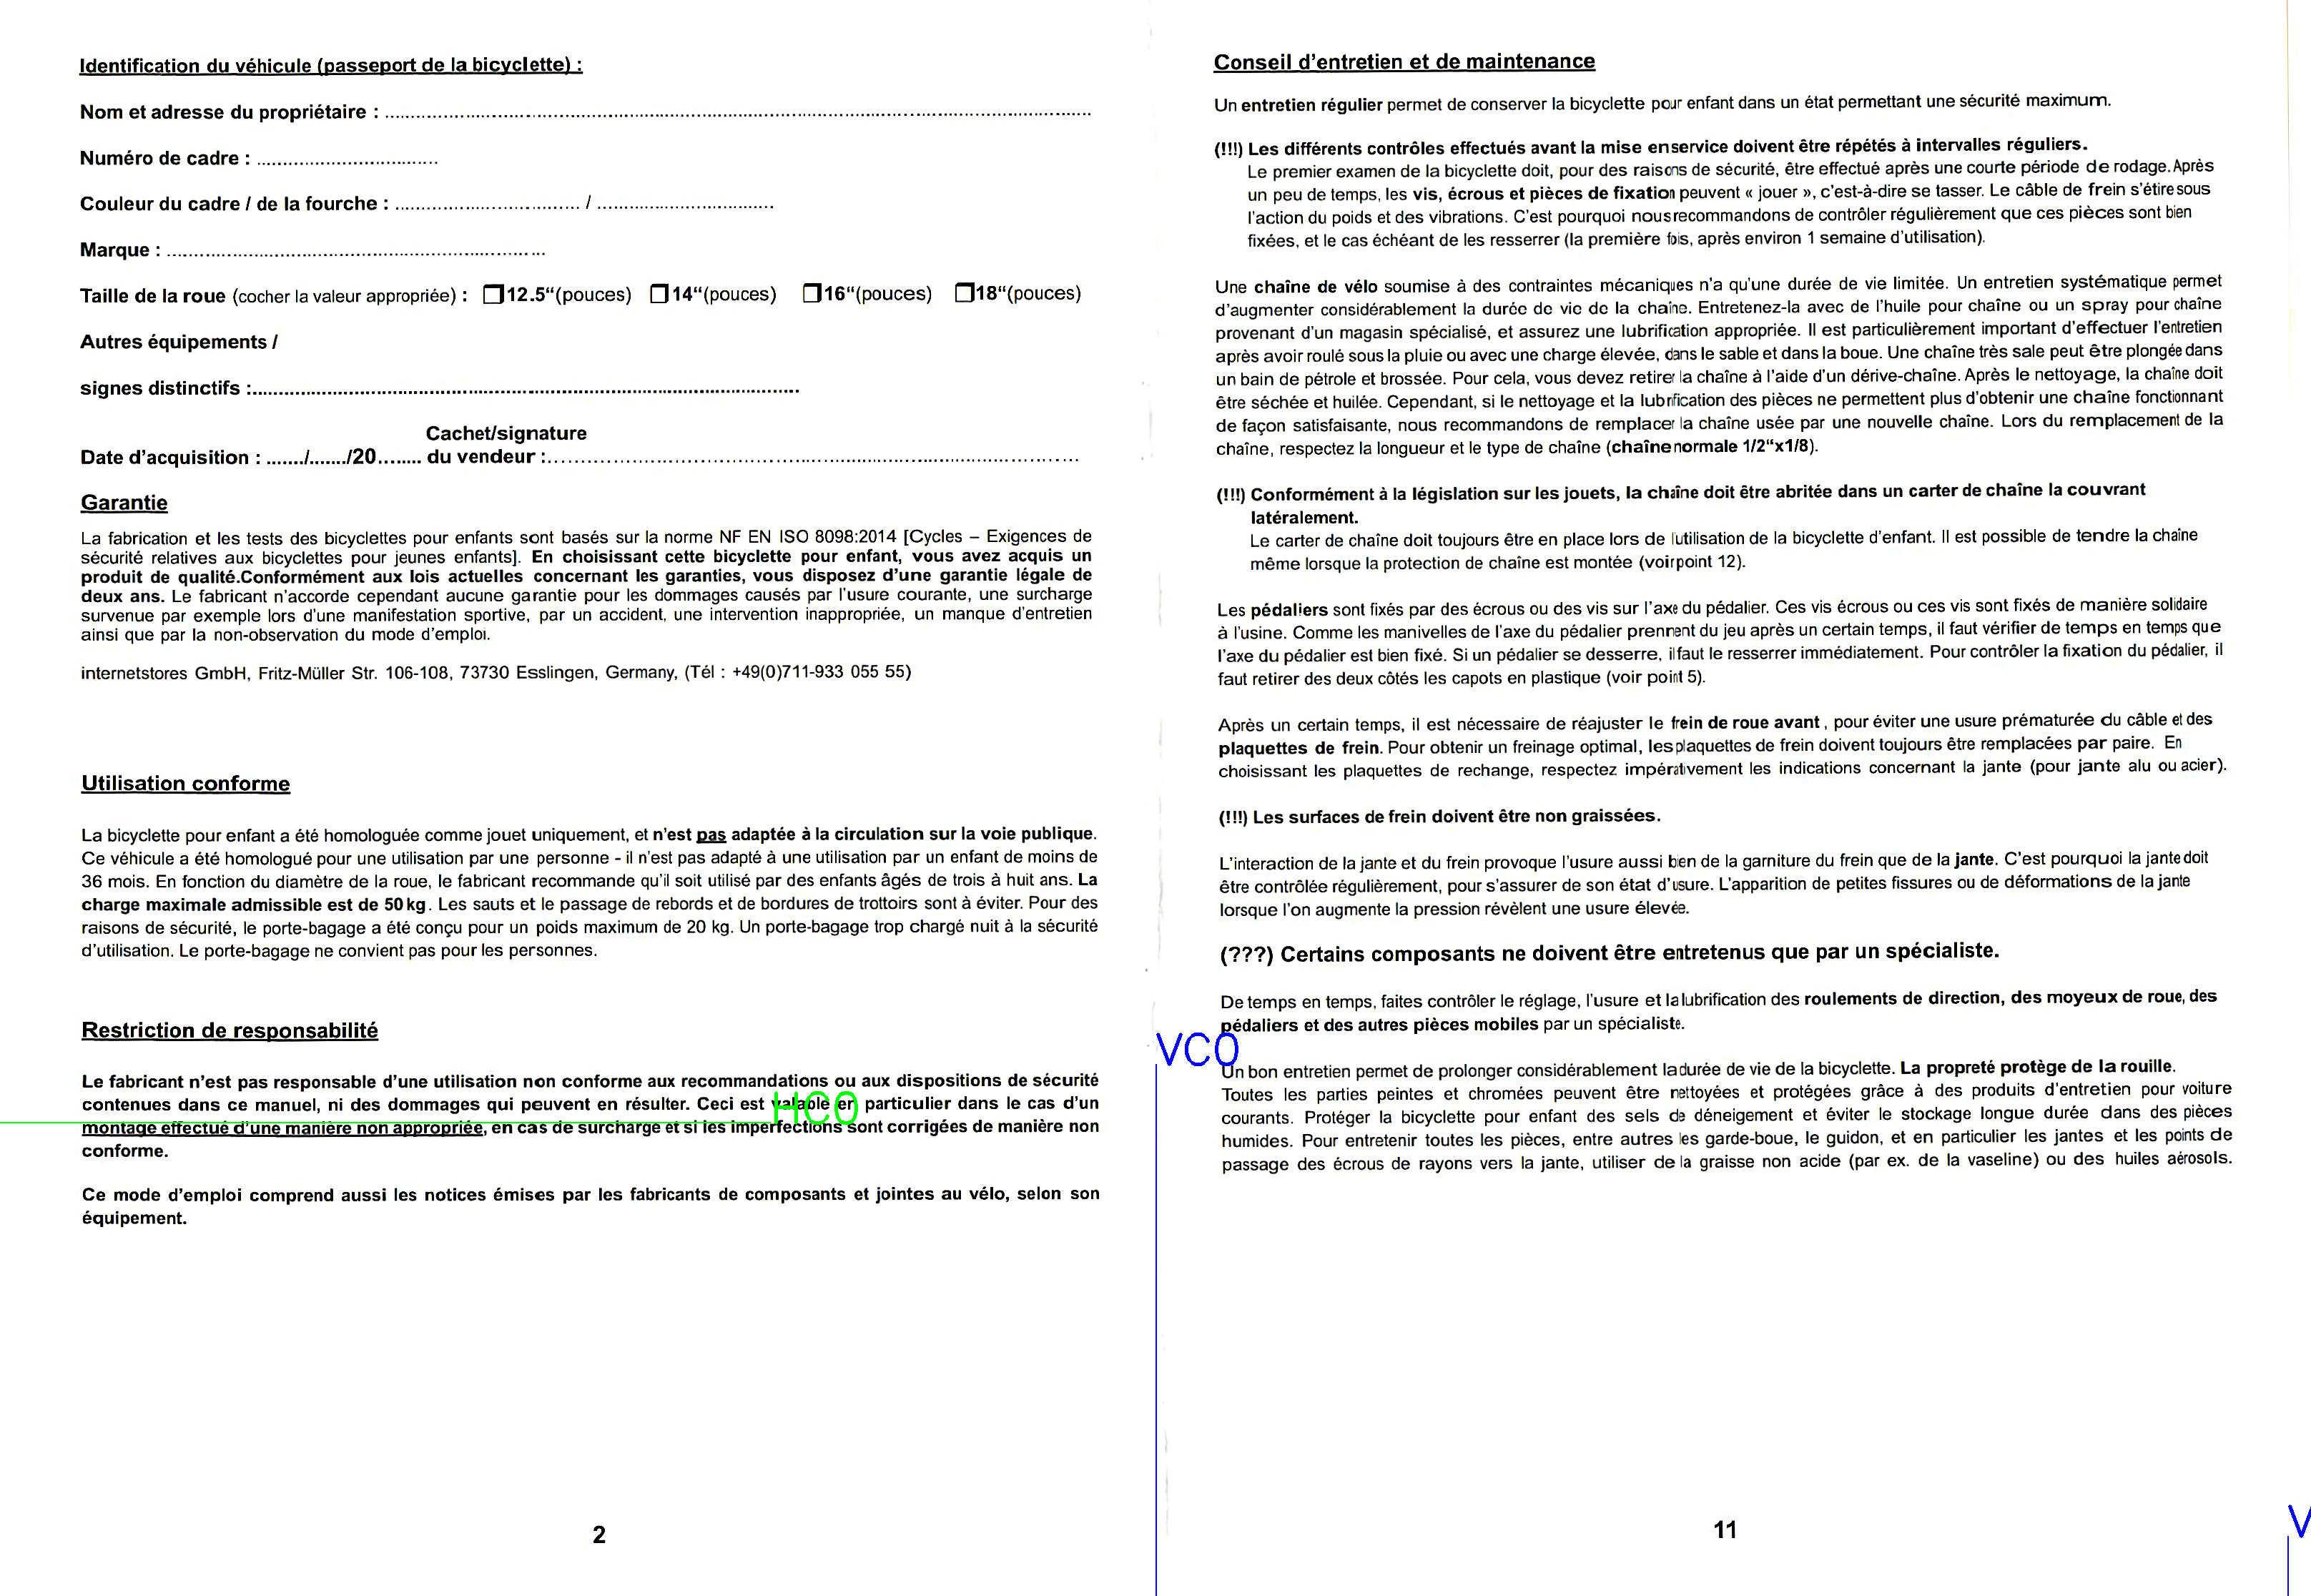 Identification du véhicule (passeport de la bicyclette) :
Nom et adresse du propriétaire : ........................................................................................................................
Numéro de cadre : ...................................
Couleur du cadre / de la fourche : .................................... / ..................................
Marque : .........................................................................
Taille de la roue (cocher la valeur appropriée) : ❒12.5“(pouces) ❒14“(pouces) ❒16“(pouces) ❒18“(pouces)
Autres équipements /
signes distinctifs :..............................................................................................
Cachet/signature
Date d’acquisition : ......./......./20........ du vendeur :..........................................................................................
Garantie
La fabrication et les tests des bicyclettes pour enfants sont basés sur la norme NF EN ISO 8098:2014 [Cycles – Exigences de
sécurité relatives aux bicyclettes pour jeunes enfants]. En choisissant cette bicyclette pour enfant, vous avez acquis un
produit de qualité.Conformément aux lois actuelles concernant les garanties, vous disposez d’une garantie légale de
deux ans. Le fabricant n’accorde cependant aucune garantie pour les dommages causés par l’usure courante, une surcharge
survenue par exemple lors d’une manifestation sportive, par un accident, une intervention inappropriée, un manque d’entretien
ainsi que par la non-observation du mode d’emploi.
internetstores GmbH, Fritz-Müller Str. 106-108, 73730 Esslingen, Germany, (Tél : +49(0)711-933 055 55)
Utilisation conforme
La bicyclette pour enfant a été homologuée comme jouet uniquement, et n’est pas adaptée à la circulation sur la voie publique.
Ce véhicule a été homologué pour une utilisation par une personne - il n’est pas adapté à une utilisation par un enfant de moins de
36 mois. En fonction du diamètre de la roue, le fabricant recommande qu’il soit utilisé par des enfants âgés de trois à huit ans. La
charge maximale admissible est de 50 kg. Les sauts et le passage de rebords et de bordures de trottoirs sont à éviter. Pour des
raisons de sécurité, le porte-bagage a été conçu pour un poids maximum de 20 kg. Un porte-bagage trop chargé nuit à la sécurité
d’utilisation. Le porte-bagage ne convient pas pour les personnes.
Restriction de responsabilité
Le fabricant n’est pas responsable d’une utilisation non conforme aux recommandations ou aux dispositions de sécurité
contenues dans ce manuel, ni des dommages qui peuvent en résulter. Ceci est valable en particulier dans le cas d’un
montage effectué d’une manière non appropriée, en cas de surcharge et si les imperfections sont corrigées de manière non
conforme.
HCO
Ce mode d’emploi comprend aussi les notices émises par les fabricants de composants et jointes au vélo, selon son
équipement.
2
Conseil d’entretien et de maintenance
Un entretien régulier permet de conserver la bicyclette pour enfant dans un état permettant une sécurité maximum.
(!!!) Les différents contrôles effectués avant la mise en service doivent être répétés à intervalles réguliers.
Le premier examen de la bicyclette doit, pour des raisons de sécurité, être effectué après une courte période de rodage. Après
un peu de temps, les vis, écrous et pièces de fixation peuvent « jouer », c’est-à-dire se tasser. Le câble de frein s’étire sous
l’action du poids et des vibrations. C’est pourquoi nous recommandons de contrôler régulièrement que ces pièces sont bien
fixées, et le cas échéant de les resserrer (la première fois, après environ 1 semaine d’utilisation).
Une chaîne de vélo soumise à des contraintes mécaniques n’a qu’une durée de vie limitée. Un entretien systématique permet
d’augmenter considérablement la durée de vie de la chaîne. Entretenez-la avec de l’huile pour chaîne ou un spray pour chaîne
provenant d’un magasin spécialisé, et assurez une lubrification appropriée. Il est particulièrement important d’effectuer l’entretien
après avoir roulé sous la pluie ou avec une charge élevée, dans le sable et dans la boue. Une chaîne très sale peut être plongée dans
un bain de pétrole et brossée. Pour cela, vous devez retirer la chaîne à l’aide d’un dérive-chaîne. Après le nettoyage, la chaîne doit
être séchée et huilée. Cependant, si le nettoyage et la lubrification des pièces ne permettent plus d’obtenir une chaîne fonctionnant
de façon satisfaisante, nous recommandons de remplacer la chaîne usée par une nouvelle chaîne. Lors du remplacement de la
chaîne, respectez la longueur et le type de chaîne (chaîne normale 1/2“x1/8).
(!!!) Conformément à la législation sur les jouets, la chaîne doit être abritée dans un carter de chaîne la couvrant
latéralement.
Le carter de chaîne doit toujours être en place lors de l’utilisation de la bicyclette d’enfant. Il est possible de tendre la chaîne
même lorsque la protection de chaîne est montée (voir point 12).
Les pédaliers sont fixés par des écrous ou des vis sur l’axe du pédalier. Ces vis écrous ou ces vis sont fixés de manière solidaire
à l’usine. Comme les manivelles de l’axe du pédalier prennent du jeu après un certain temps, il faut vérifier de temps en temps que
l’axe du pédalier est bien fixé. Si un pédalier se desserre, il faut le resserrer immédiatement. Pour contrôler la fixation du pédalier, il
faut retirer des deux côtés les capots en plastique (voir point 5).
Après un certain temps, il est nécessaire de réajuster le frein de roue avant , pour éviter une usure prématurée du câble et des
plaquettes de frein. Pour obtenir un freinage optimal, les plaquettes de frein doivent toujours être remplacées par paire. En
choisissant les plaquettes de rechange, respectez impérativement les indications concernant la jante (pour jante alu ou acier).
(!!!) Les surfaces de frein doivent être non graissées.
L’interaction de la jante et du frein provoque l’usure aussi bien de la garniture du frein que de la jante. C’est pourquoi la jante doit
être contrôlée régulièrement, pour s’assurer de son état d’usure. L’apparition de petites fissures ou de déformations de la jante
lorsque l’on augmente la pression révèlent une usure élevée.
(???) Certains composants ne doivent être entretenus que par un spécialiste.
De temps en temps, faites contrôler le réglage, l’usure et la lubrification des roulements de direction, des moyeux de roue, des
pédaliers et des autres pièces mobiles par un spécialiste.
VCO
Un bon entretien permet de prolonger considérablement la durée de vie de la bicyclette. La propreté protège de la rouille.
Toutes les parties peintes et chromées peuvent être nettoyées et protégées grâce à des produits d’entretien pour voiture
courants. Protéger la bicyclette pour enfant des sels de déneigement et éviter le stockage longue durée dans des pièces
humides. Pour entretenir toutes les pièces, entre autres les garde-boue, le guidon, et en particulier les jantes et les points de
passage des écrous de rayons vers la jante, utiliser de la graisse non acide (par ex. de la vaseline) ou des huiles aérosols.
11
V